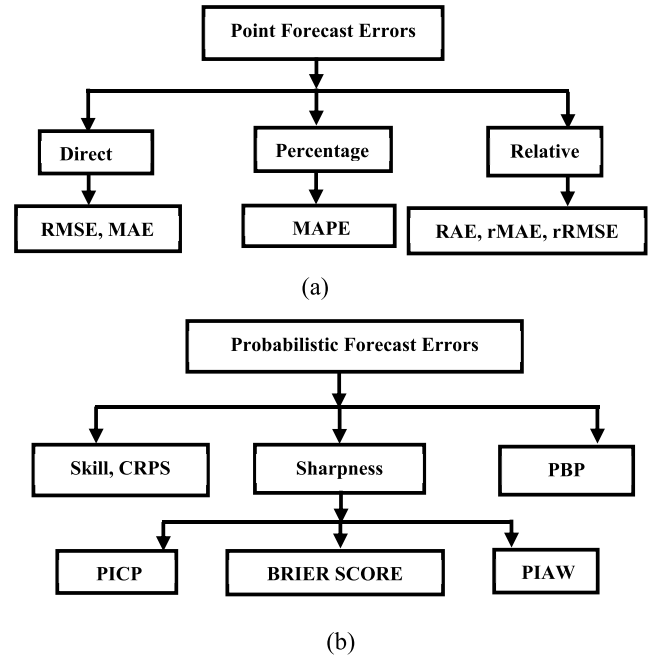 Point Forecast Errors
Direct
Percentage
Relative
RMSE, MAE
MAPE
RAE, rMAE, rRMSE
(a)
Probabilistic Forecast Errors
Skill, CRPS
Sharpness
PBP
PICP
BRIER SCORE
PIAW
(b)